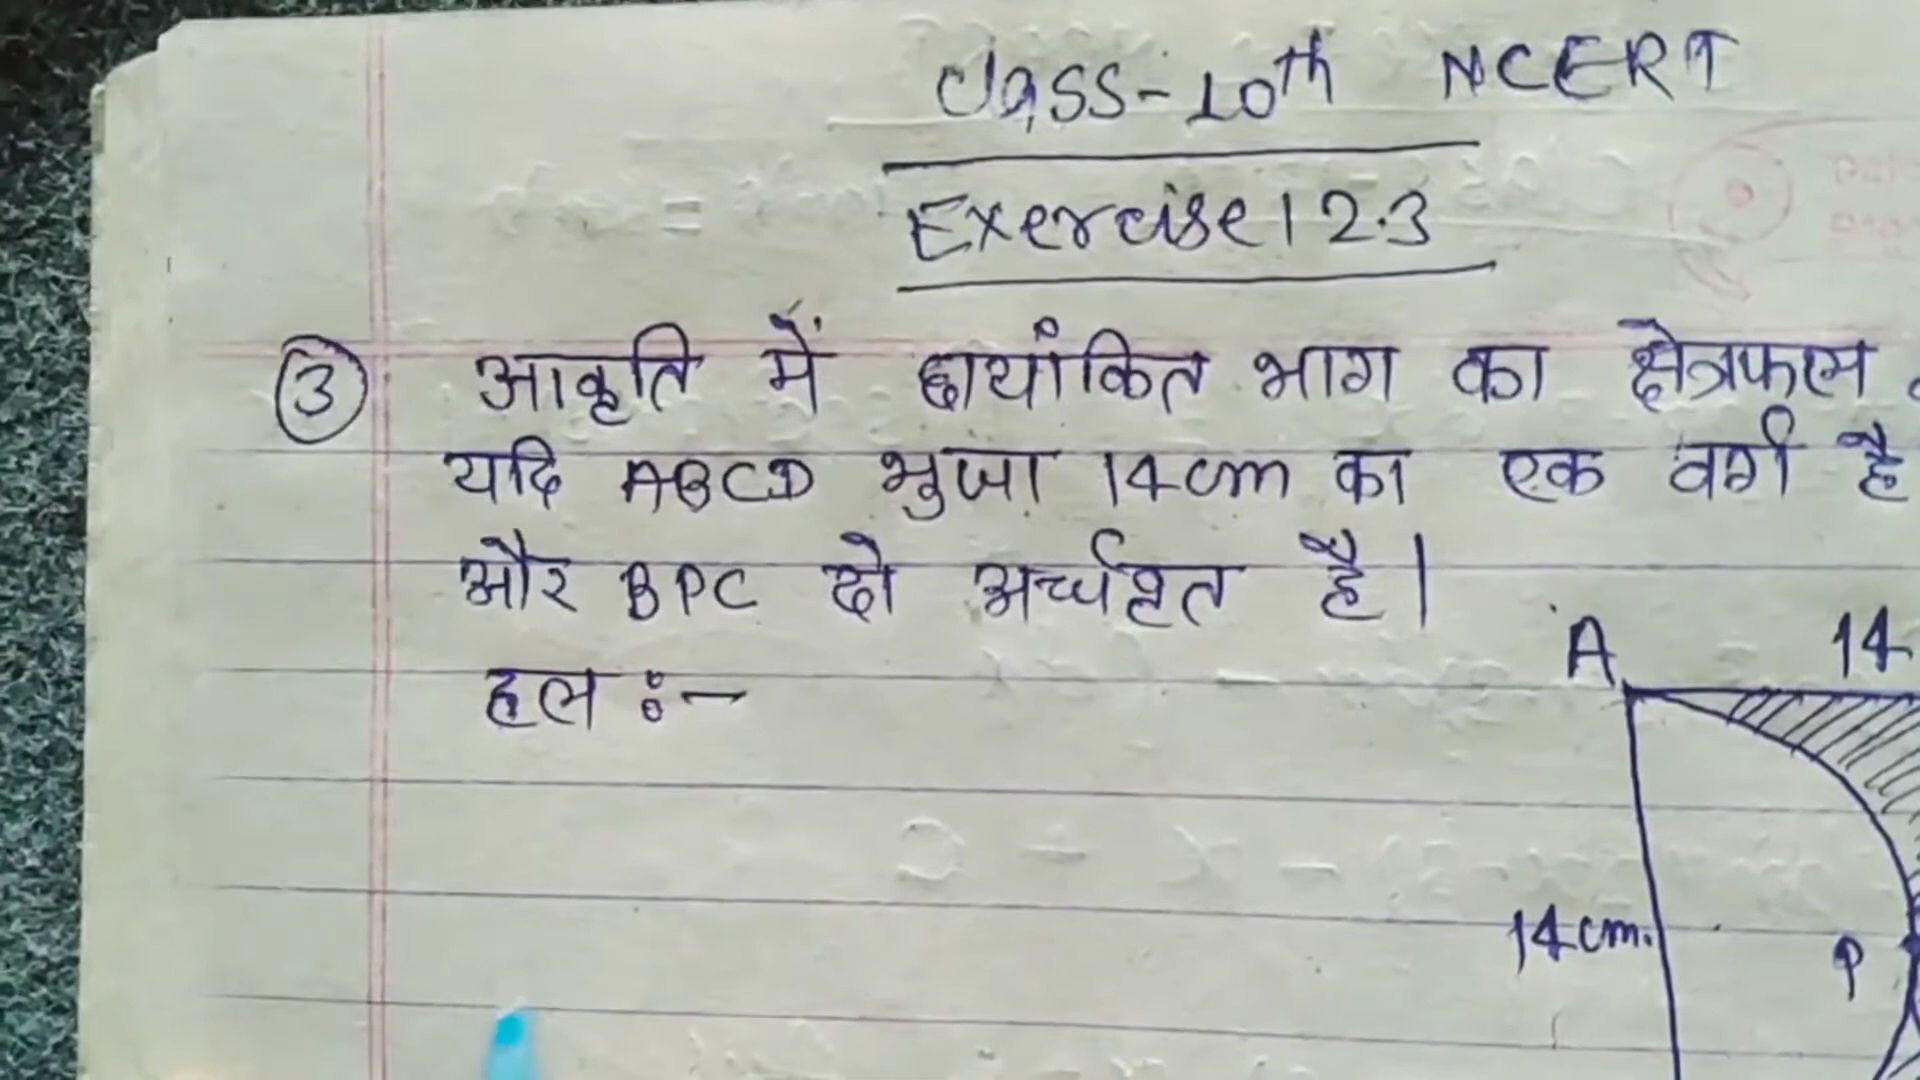 Class-10th NCERT
Exercise 12.3
③ आकृति में छायांकित भाग का क्षेत्रफल
यदि ABCD भुजा 14cm का एक वर्ग है
और BPC दो अर्धवृत है।
हल :-
A 14
14cm. P